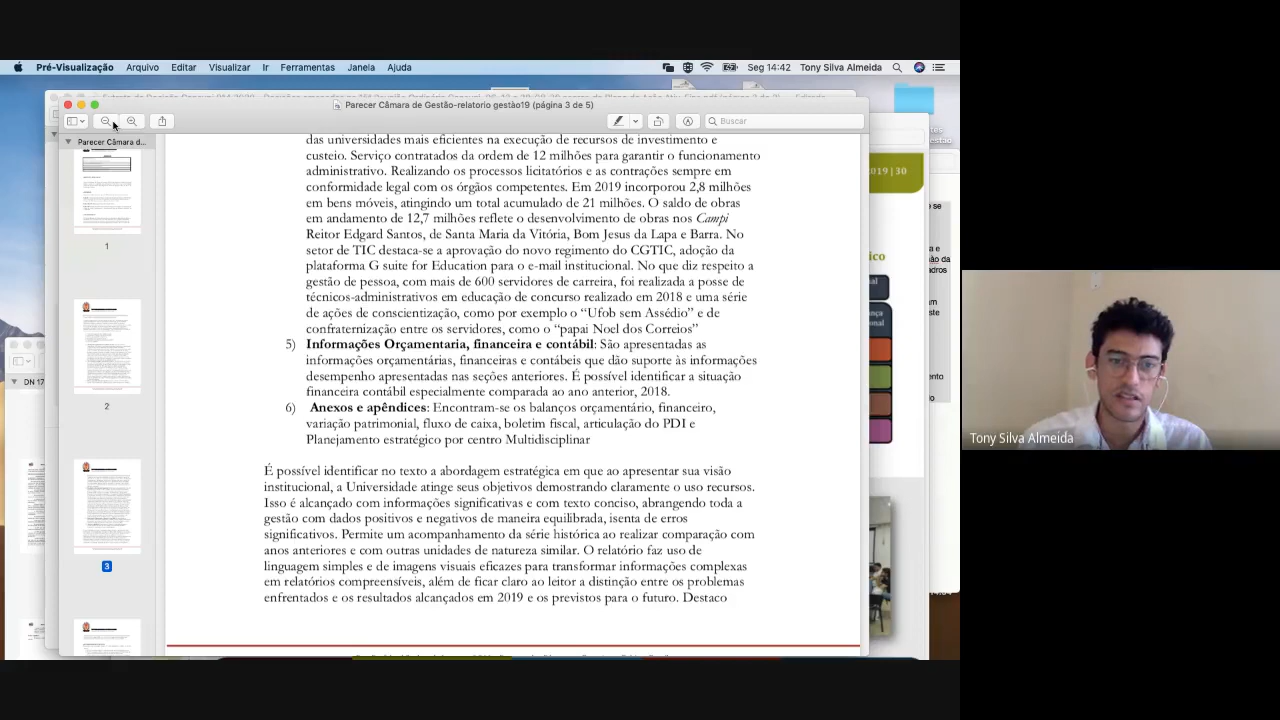 Pré-Visualização Arquivo Editar Visualizar Ir Ferramentas Janela Ajuda Seg 14:42 Tony Silva Almeida
Parecer Câmara de Gestão-relatorio gestão19 (página 3 de 5)
Buscar
Parecer Câmara d...
2019 | 30
das universidades mais eficientes na execução de recursos de investimento e
custeio. Serviço contratados da ordem de 12 milhões para garantir o funcionamento
administrativo. Realizando os processos licitatórios e as contrações sempre em
conformidade legal com os órgãos competentes. Em 2019 incorporou 2,8 milhões
em bens móveis, atingindo um total acumulado de 21 milhões. O saldo de obras
em andamento de 12,7 milhões reflete o desenvolvimento de obras nos Campi
Reitor Edgard Santos, de Santa Maria da Vitória, Bom Jesus da Lapa e Barra. No
setor de TIC destaca-se a aprovação do novo regimento do CGTIC, adoção da
plataforma G suite for Education para o e-mail institucional. No que diz respeito a
gestão de pessoa, com mais de 600 servidores de carreira, foi realizada a posse de
técnicos-administrativos em educação de concurso realizado em 2018 e uma série
de ações de conscientização, como por exemplo “Ufob sem Assédio” e de
confraternização entre os servidores, como o “papai Noel dos Correios”
5) Informações Orçamentaria, financeira e contábil: São apresentadas as
informações orçamentárias, financeiras e contábeis que dão suporte às informações
desempenho apresentadas nas seções anteriores. É possível identificar a situação
financeira contábil especialmente comparada ao ano anterior, 2018.
6) Anexos e apêndices: Encontram-se os balanços orçamentário, financeiro,
variação patrimonial, fluxo de caixa, boletim fiscal, articulação do PDI e
Planejamento estratégico por centro Multidisciplinar
É possível identificar no texto a abordagem estratégica em que ao apresentar sua visão
institucional, a Universidade atinge seus objetivos demonstrando claramente o uso recursos.
Isso é alcançado com informações significativas e com texto conciso, abrangendo toda a
gestão com dados positivos e negativos de maneira equilibrada, isenta de erros
significativos. Permite um acompanhamento da série histórica ao realizar comparação com
anos anteriores e com outras unidades de natureza similar. O relatório faz uso de
linguagem simples e de imagens visuais eficazes para transformar informações complexas
em relatórios compreensíveis, além de ficar claro ao leitor a distinção entre os problemas
enfrentados e os resultados alcançados em 2019 e os previstos para o futuro. Destaco
1
2
3
DN 17
Tony Silva Almeida